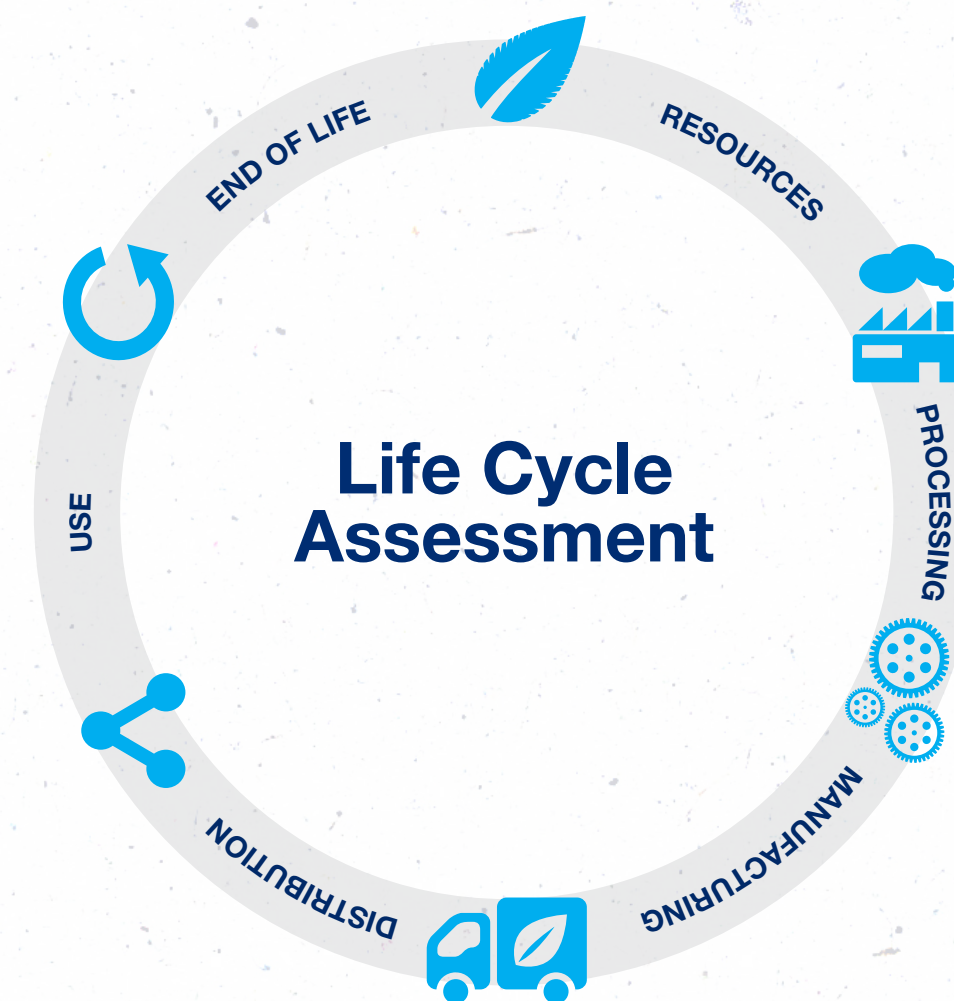 Life Cycle
Assessment
RESOURCES
PROCESSING
MANUFACTURING
DISTRIBUTION
USE
END OF LIFE